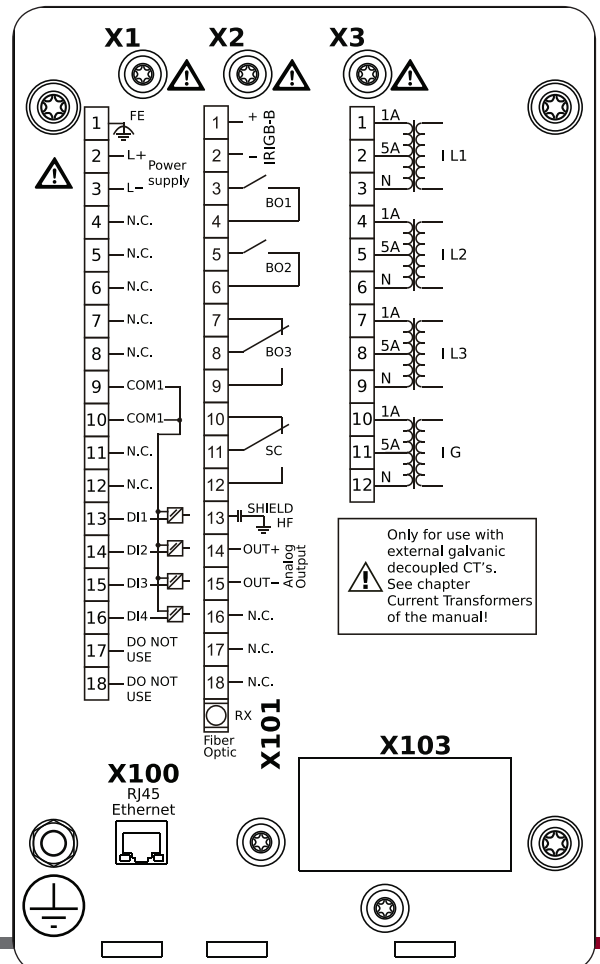 X1
X2
X3
1 FE
2 L+ Power
supply
3 L–
4 N.C.
5 N.C.
6 N.C.
7 N.C.
8 N.C.
9 COM1
10 COM1
11 N.C.
12 N.C.
13 DI1
14 DI2
15 DI3
16 DI4
17 DO NOT
USE
18 DO NOT
USE
1 +
2 –
IRIGB-B
3
4
BO1
5
6
BO2
7
8
BO3
9
10
11
SC
12
13 SHIELD
HF
14 OUT+
15 OUT–
Analog
Output
16 N.C.
17 N.C.
18 N.C.
RX
Fiber
Optic
X101
1 1A
2 5A
3 N
I L1
4 1A
5 5A
6 N
I L2
7 1A
8 5A
9 N
I L3
10 1A
11 5A
12 N
I G
Only for use with
external galvanic
decoupled CT's.
See chapter
Current Transformers
of the manual!
X100
RJ45
Ethernet
X103